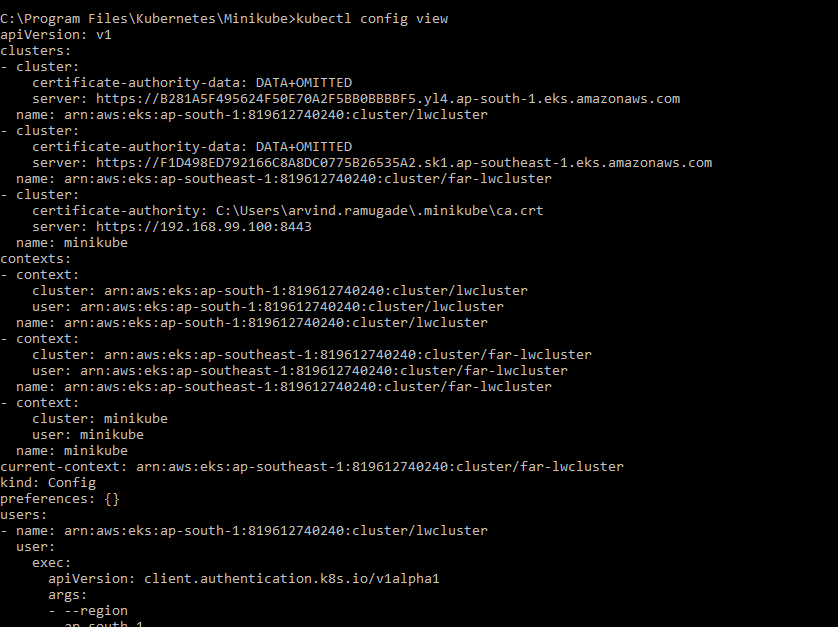 C:\Program Files\Kubernetes\Minikube>kubectl config view
apiVersion: v1
clusters:
- cluster:
    certificate-authority-data: DATA+OMITTED
    server: https://B281A5F495624F50E70A2F5BB0BBBBF5.yl4.ap-south-1.eks.amazonaws.com
  name: arn:aws:eks:ap-south-1:819612740240:cluster/lwcluster
- cluster:
    certificate-authority-data: DATA+OMITTED
    server: https://F1D498ED792166C8A8DC0775B26535A2.sk1.ap-southeast-1.eks.amazonaws.com
  name: arn:aws:eks:ap-southeast-1:819612740240:cluster/far-lwcluster
- cluster:
    certificate-authority: C:\Users\arvind.ramugade\.minikube\ca.crt
    server: https://192.168.99.100:8443
  name: minikube
contexts:
- context:
    cluster: arn:aws:eks:ap-south-1:819612740240:cluster/lwcluster
    user: arn:aws:eks:ap-south-1:819612740240:cluster/lwcluster
  name: arn:aws:eks:ap-south-1:819612740240:cluster/lwcluster
- context:
    cluster: arn:aws:eks:ap-southeast-1:819612740240:cluster/far-lwcluster
    user: arn:aws:eks:ap-southeast-1:819612740240:cluster/far-lwcluster
  name: arn:aws:eks:ap-southeast-1:819612740240:cluster/far-lwcluster
- context:
    cluster: minikube
    user: minikube
  name: minikube
current-context: arn:aws:eks:ap-southeast-1:819612740240:cluster/far-lwcluster
kind: Config
preferences: {}
users:
- name: arn:aws:eks:ap-south-1:819612740240:cluster/lwcluster
  user:
    exec:
      apiVersion: client.authentication.k8s.io/v1alpha1
      args:
      - --region
      - ap-south-1